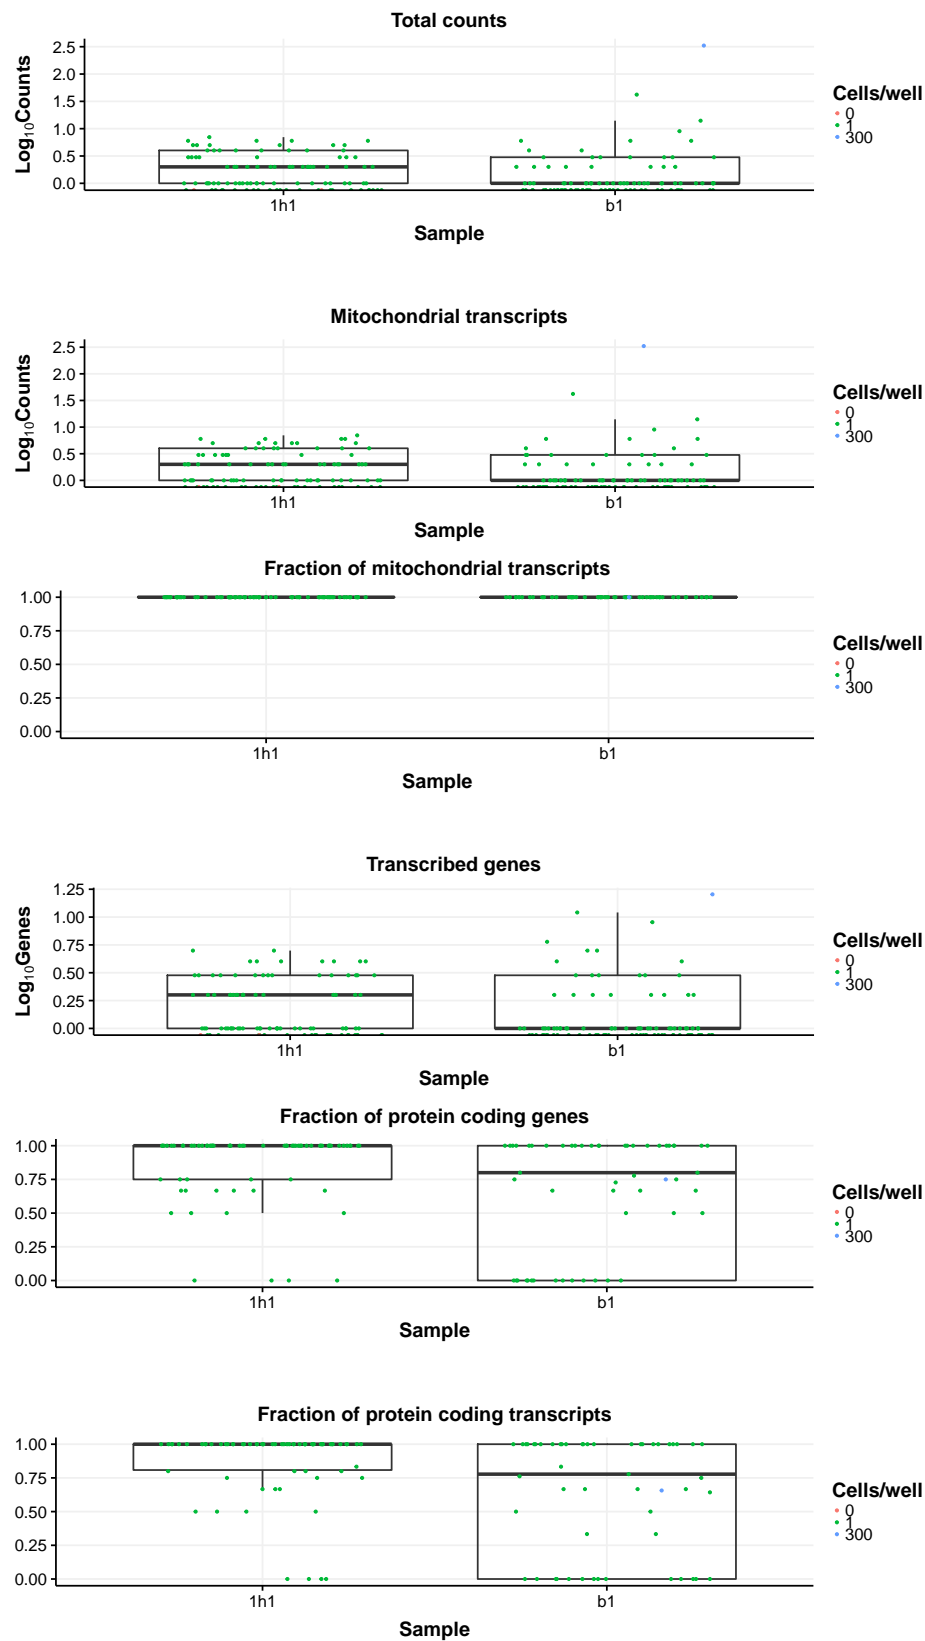 Total counts
Log10Counts
2.5
2.0
1.5
1.0
0.5
0.0
1h1
b1
Sample
Cells/well
0
1
300
Mitochondrial transcripts
Log10Counts
2.5
2.0
1.5
1.0
0.5
0.0
1h1
b1
Sample
Cells/well
0
1
300
Fraction of mitochondrial transcripts
1.00
0.75
0.50
0.25
0.00
1h1
b1
Sample
Cells/well
0
1
300
Transcribed genes
Log10Genes
1.25
1.00
0.75
0.50
0.25
0.00
1h1
b1
Sample
Cells/well
0
1
300
Fraction of protein coding genes
1.00
0.75
0.50
0.25
0.00
1h1
b1
Sample
Cells/well
0
1
300
Fraction of protein coding transcripts
1.00
0.75
0.50
0.25
0.00
1h1
b1
Sample
Cells/well
0
1
300